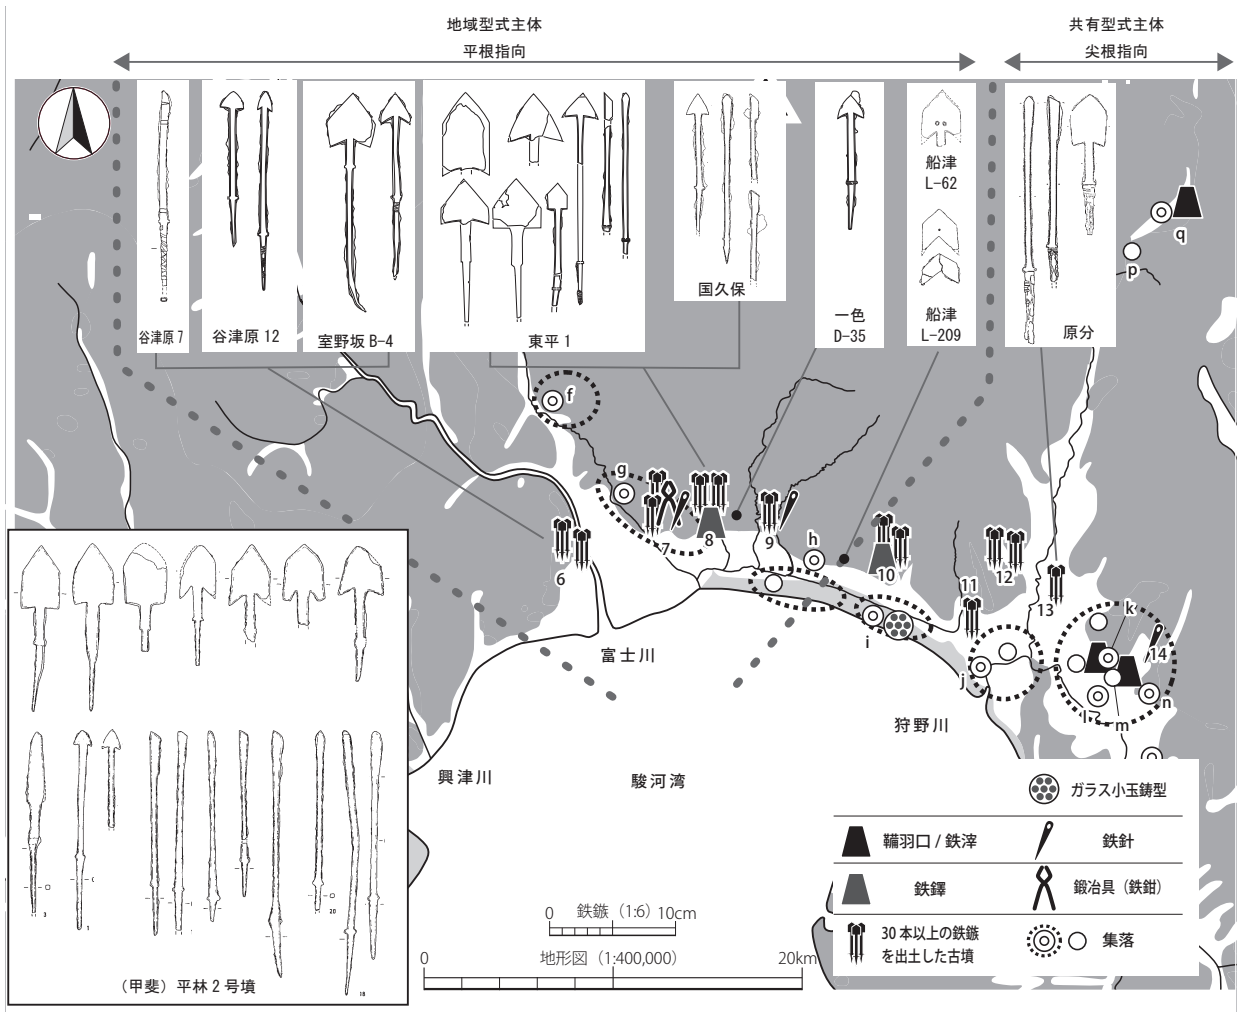 地域型式主体
平根指向
共有型式主体
尖根指向
谷津原 7
谷津原 12
室野坂 B-4
東平 1
国久保
一色
D-35
船津
L-62
船津
L-209
原分
q
p
f
g
h
i
j
k
l
m
n
6
7
8
9
10
11
12
13
14
富士川
狩野川
興津川
駿河湾
3
1
20
18
（甲斐）平林 2 号墳
0 鉄鏃（1:6） 10cm
0 地形図（1:400,000） 20km
ガラス小玉鋳型
鞴羽口 / 鉄滓
鉄針
鉄鐸
鍛冶具（鉄鉗）
30 本以上の鉄鏃
を出土した古墳
集落